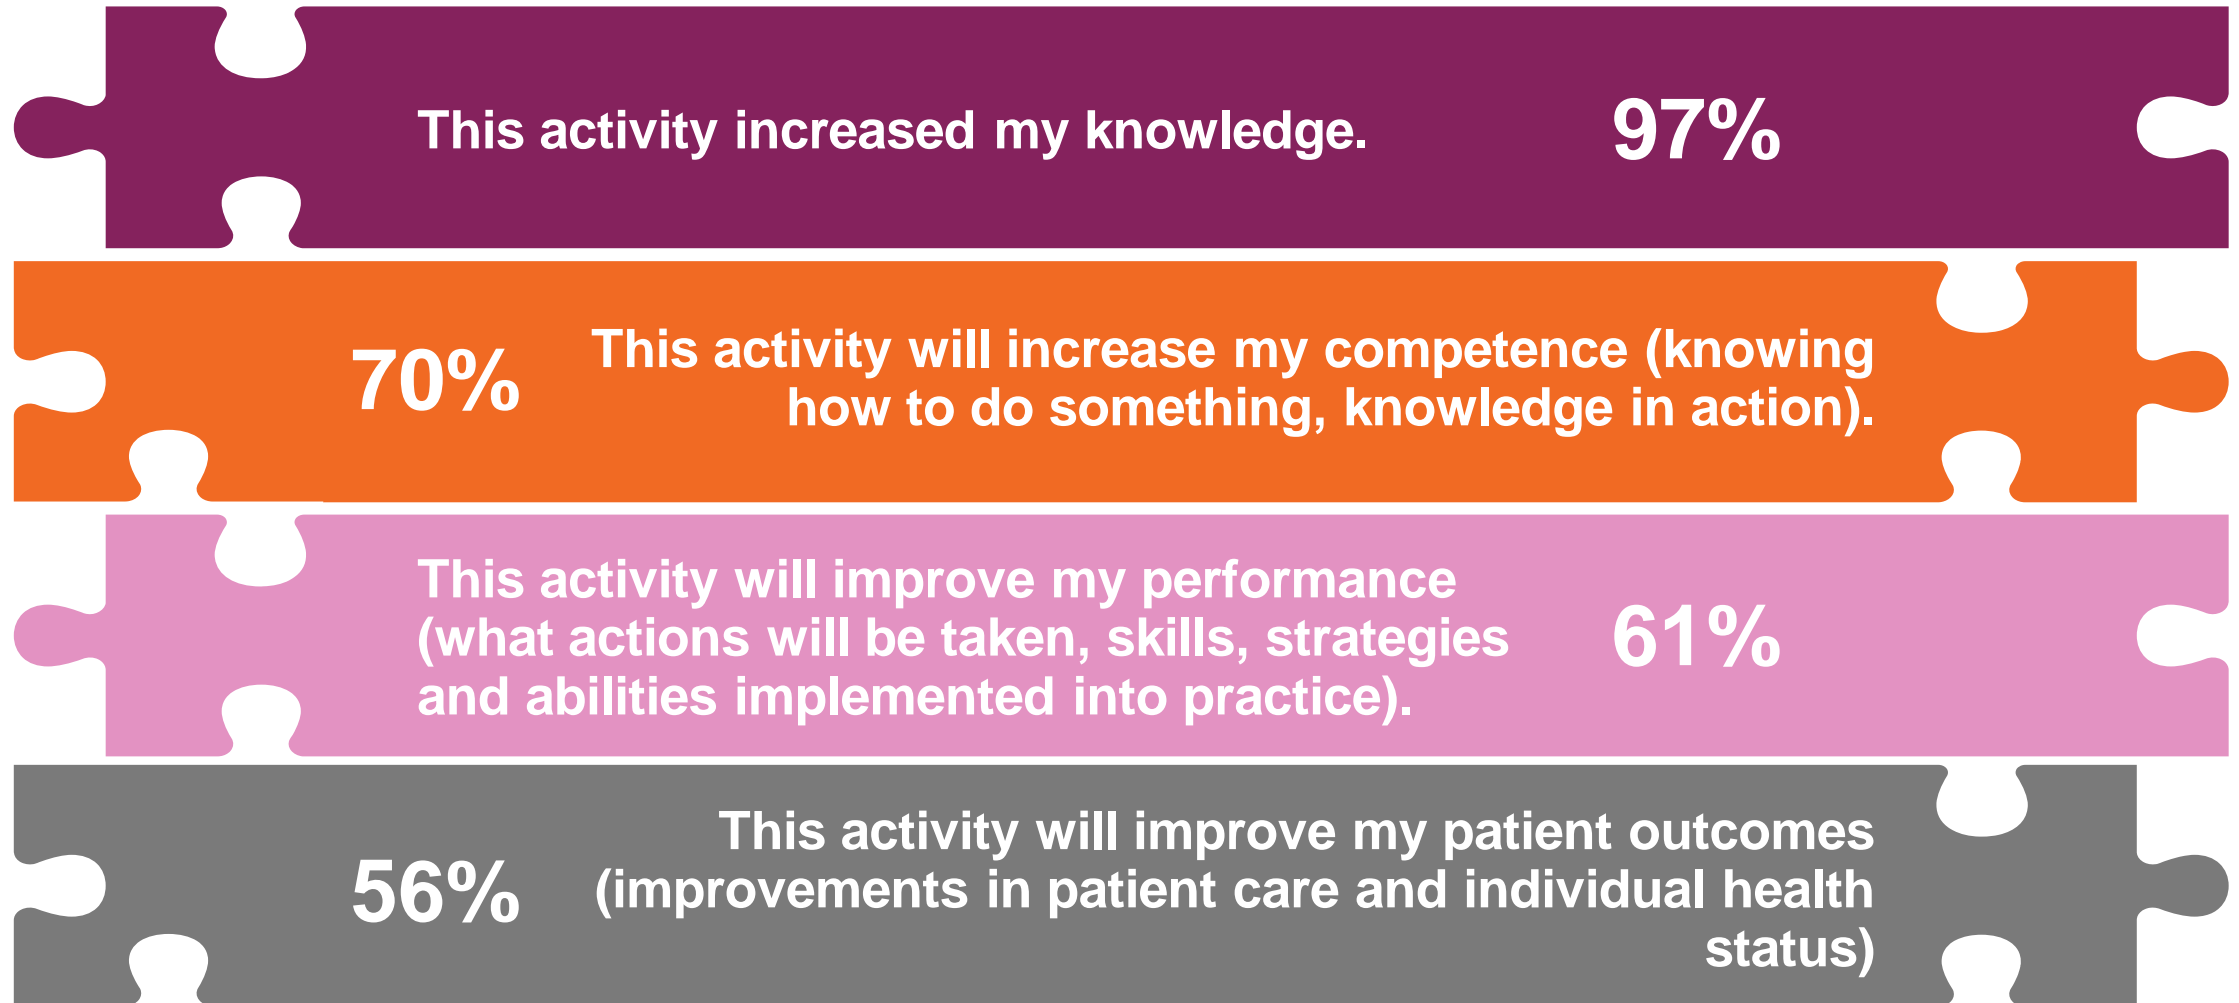 This activity increased my knowledge.
97%
70%
This activity will increase my competence (knowing
how to do something, knowledge in action).
This activity will improve my performance
(what actions will be taken, skills, strategies
and abilities implemented into practice).
61%
56%
This activity will improve my patient outcomes
(improvements in patient care and individual health
status)